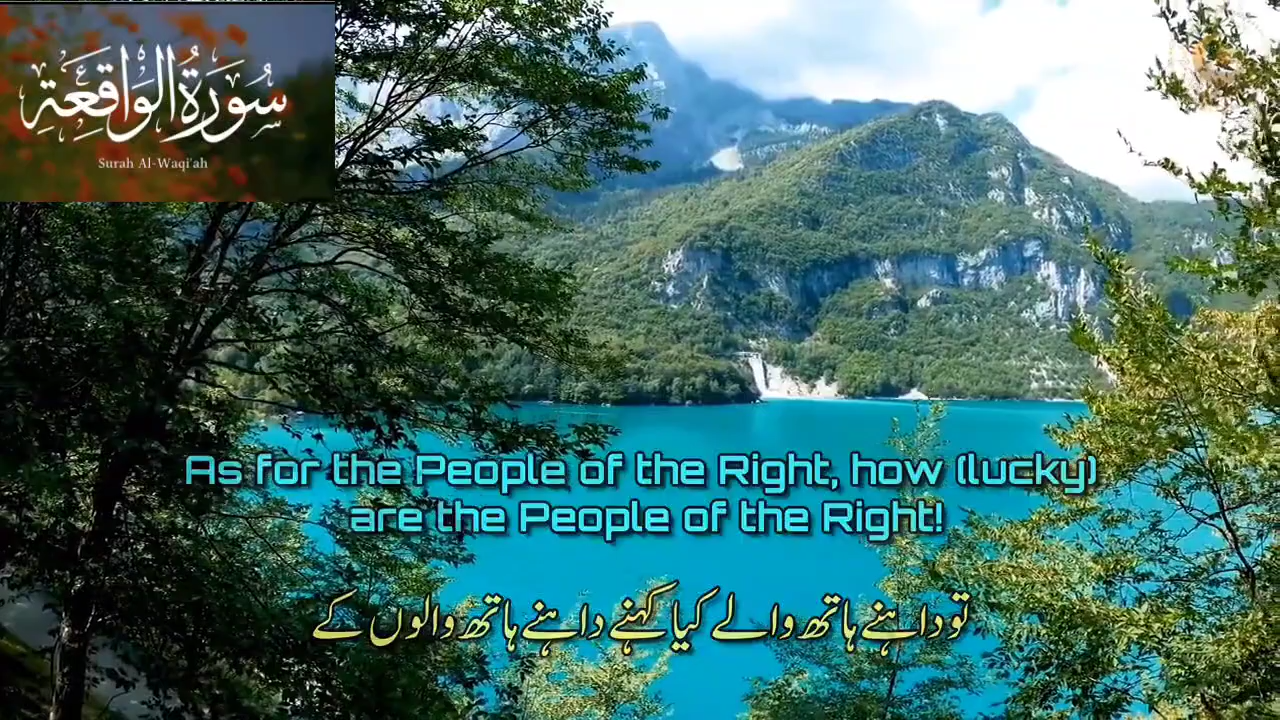 سُورَةُ الوَاقِعَةِ
Surah Al-Waqi'ah
As for the People of the Right, how (lucky)
are the People of the Right!
تو داہنے ہاتھ والے کیا کہنے داہنے ہاتھ والوں کے